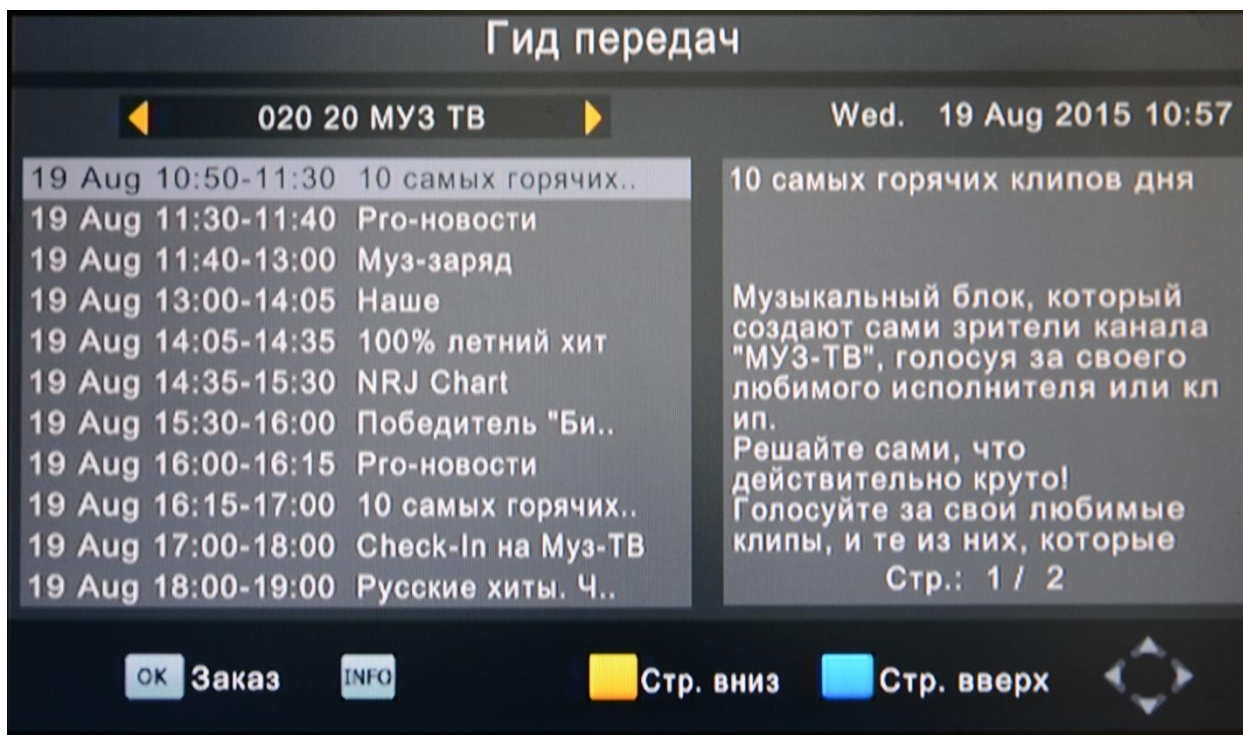 Гид передач
020 20 МУЗ ТВ
Wed. 19 Aug 2015 10:57
19 Aug 10:50-11:30 10 самых горячих..
19 Aug 11:30-11:40 Pro-новости
19 Aug 11:40-13:00 Муз-заряд
19 Aug 13:00-14:05 Наше
19 Aug 14:05-14:35 100% летний хит
19 Aug 14:35-15:30 NRJ Chart
19 Aug 15:30-16:00 Победитель "Би..
19 Aug 16:00-16:15 Pro-новости
19 Aug 16:15-17:00 10 самых горячих..
19 Aug 17:00-18:00 Check-In на Муз-ТВ
19 Aug 18:00-19:00 Русские хиты. Ч..
10 самых горячих клипов дня
Музыкальный блок, который
создают сами зрители канала
"МУЗ-ТВ", голосуя за своего
любимого исполнителя или кл
ип.
Решайте сами, что
действительно круто!
Голосуйте за свои любимые
клипы, и те из них, которые
Стр.: 1 / 2
OK Заказ
INFO
Стр. вниз
Стр. вверх